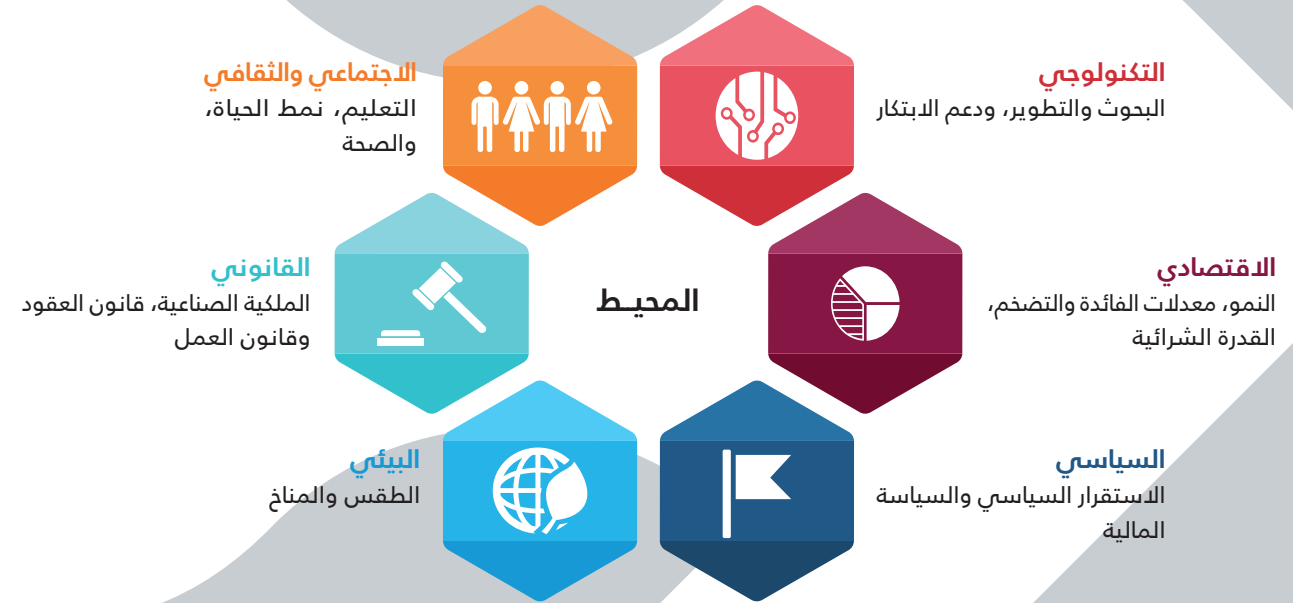 التكنولوجي
البحوث والتطوير، ودعم الابتكار
الاجتماعي والثقافي
التعليم، نمط الحياة،
والصحة
الاقتصادي
النمو، معدلات الفائدة والتضخم،
القدرة الشرائية
المحيــط
القانوني
الملكية الصناعية، قانون العقود
وقانون العمل
السياسي
الاستقرار السياسي والسياسة
المالية
البيئي
الطقس والمناخ